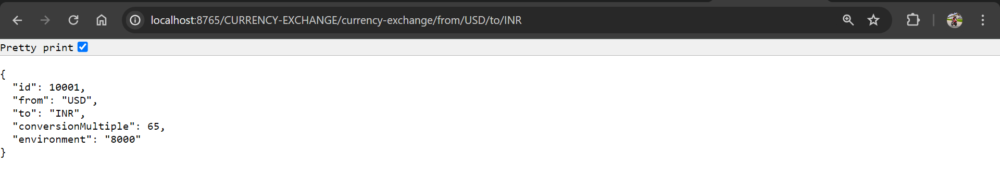 localhost:8765/CURRENCY-EXCHANGE/currency-exchange/from/USD/to/INR
Pretty print
{
  "id": 10001,
  "from": "USD",
  "to": "INR",
  "conversionMultiple": 65,
  "environment": "8000"
}